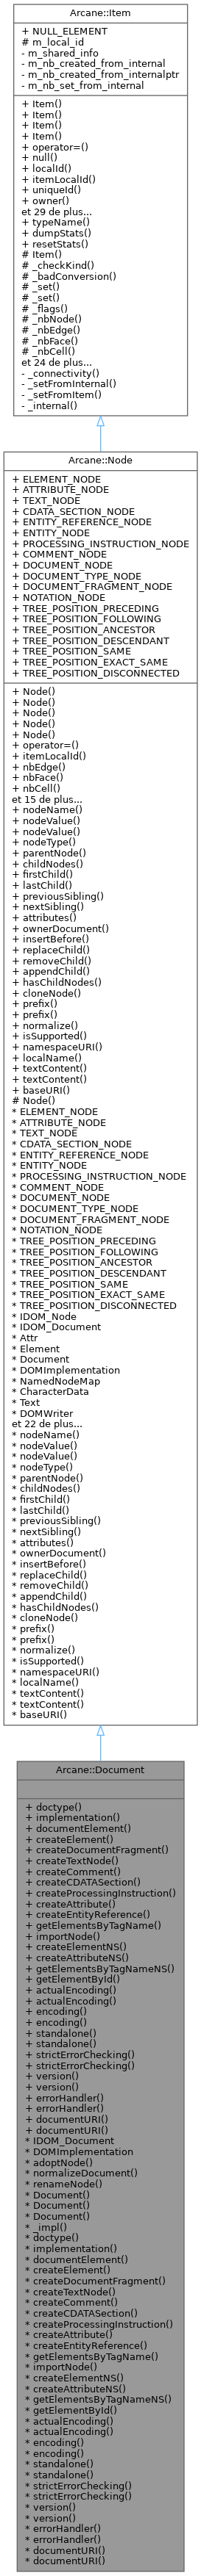 Arcane::Item
+ NULL_ELEMENT
# m_local_id
- m_shared_info
- m_nb_created_from_internal
- m_nb_created_from_internalptr
- m_nb_set_from_internal
+ Item()
+ Item()
+ Item()
+ Item()
+ operator=()
+ null()
+ localId()
+ itemLocalId()
+ uniqueId()
+ owner()
et 29 de plus...
+ typeName()
+ dumpStats()
+ resetStats()
# Item()
# _checkKind()
# _badConversion()
# _set()
# _set()
# _flags()
# _nbNode()
# _nbEdge()
# _nbFace()
# _nbCell()
et 24 de plus...
- _connectivity()
- _setFromInternal()
- _setFromItem()
- _internal()
Arcane::Node
+ ELEMENT_NODE
+ ATTRIBUTE_NODE
+ TEXT_NODE
+ CDATA_SECTION_NODE
+ ENTITY_REFERENCE_NODE
+ ENTITY_NODE
+ PROCESSING_INSTRUCTION_NODE
+ COMMENT_NODE
+ DOCUMENT_NODE
+ DOCUMENT_TYPE_NODE
+ DOCUMENT_FRAGMENT_NODE
+ NOTATION_NODE
+ TREE_POSITION_PRECEDING
+ TREE_POSITION_FOLLOWING
+ TREE_POSITION_ANCESTOR
+ TREE_POSITION_DESCENDANT
+ TREE_POSITION_SAME
+ TREE_POSITION_EXACT_SAME
+ TREE_POSITION_DISCONNECTED
+ Node()
+ Node()
+ Node()
+ Node()
+ Node()
+ operator=()
+ itemLocalId()
+ nbEdge()
+ nbFace()
+ nbCell()
et 15 de plus...
+ nodeName()
+ nodeValue()
+ nodeValue()
+ nodeType()
+ parentNode()
+ childNodes()
+ firstChild()
+ lastChild()
+ previousSibling()
+ nextSibling()
+ attributes()
+ ownerDocument()
+ insertBefore()
+ replaceChild()
+ removeChild()
+ appendChild()
+ hasChildNodes()
+ cloneNode()
+ prefix()
+ prefix()
+ normalize()
+ isSupported()
+ namespaceURI()
+ localName()
+ textContent()
+ textContent()
+ baseURI()
# Node()
* ELEMENT_NODE
* ATTRIBUTE_NODE
* TEXT_NODE
* CDATA_SECTION_NODE
* ENTITY_REFERENCE_NODE
* ENTITY_NODE
* PROCESSING_INSTRUCTION_NODE
* COMMENT_NODE
* DOCUMENT_NODE
* DOCUMENT_TYPE_NODE
* DOCUMENT_FRAGMENT_NODE
* NOTATION_NODE
* TREE_POSITION_PRECEDING
* TREE_POSITION_FOLLOWING
* TREE_POSITION_ANCESTOR
* TREE_POSITION_DESCENDANT
* TREE_POSITION_SAME
* TREE_POSITION_EXACT_SAME
* TREE_POSITION_DISCONNECTED
* IDOM_Node
* IDOM_Document
* Attr
* Element
* Document
* DOMImplementation
* NamedNodeMap
* CharacterData
* Text
* DOMWriter
et 22 de plus...
* nodeName()
* nodeValue()
* nodeValue()
* nodeType()
* parentNode()
* childNodes()
* firstChild()
* lastChild()
* previousSibling()
* nextSibling()
* attributes()
* ownerDocument()
* insertBefore()
* replaceChild()
* removeChild()
* appendChild()
* hasChildNodes()
* cloneNode()
* prefix()
* prefix()
* normalize()
* isSupported()
* namespaceURI()
* localName()
* textContent()
* textContent()
* baseURI()
Arcane::Document
+ doctype()
+ implementation()
+ documentElement()
+ createElement()
+ createDocumentFragment()
+ createTextNode()
+ createComment()
+ createCDATASection()
+ createProcessingInstruction()
+ createAttribute()
+ createEntityReference()
+ getElementsByTagName()
+ importNode()
+ createElementNS()
+ createAttributeNS()
+ getElementsByTagNameNS()
+ getElementById()
+ actualEncoding()
+ actualEncoding()
+ encoding()
+ encoding()
+ standalone()
+ standalone()
+ strictErrorChecking()
+ strictErrorChecking()
+ version()
+ version()
+ errorHandler()
+ errorHandler()
+ documentURI()
+ documentURI()
* IDOM_Document
* DOMImplementation
* adoptNode()
* normalizeDocument()
* renameNode()
* Document()
* Document()
* Document()
* _impl()
* doctype()
* implementation()
* documentElement()
* createElement()
* createDocumentFragment()
* createTextNode()
* createComment()
* createCDATASection()
* createProcessingInstruction()
* createAttribute()
* createEntityReference()
* getElementsByTagName()
* importNode()
* createElementNS()
* createAttributeNS()
* getElementsByTagNameNS()
* getElementById()
* actualEncoding()
* actualEncoding()
* encoding()
* encoding()
* standalone()
* standalone()
* strictErrorChecking()
* strictErrorChecking()
* version()
* version()
* errorHandler()
* errorHandler()
* documentURI()
* documentURI()